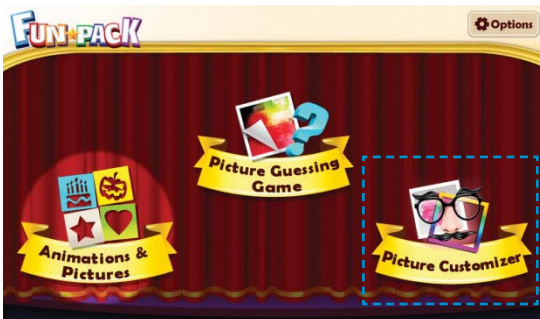 FUN★PACK
Options
Picture Guessing
Game
Animations &
Pictures
Picture Customizer